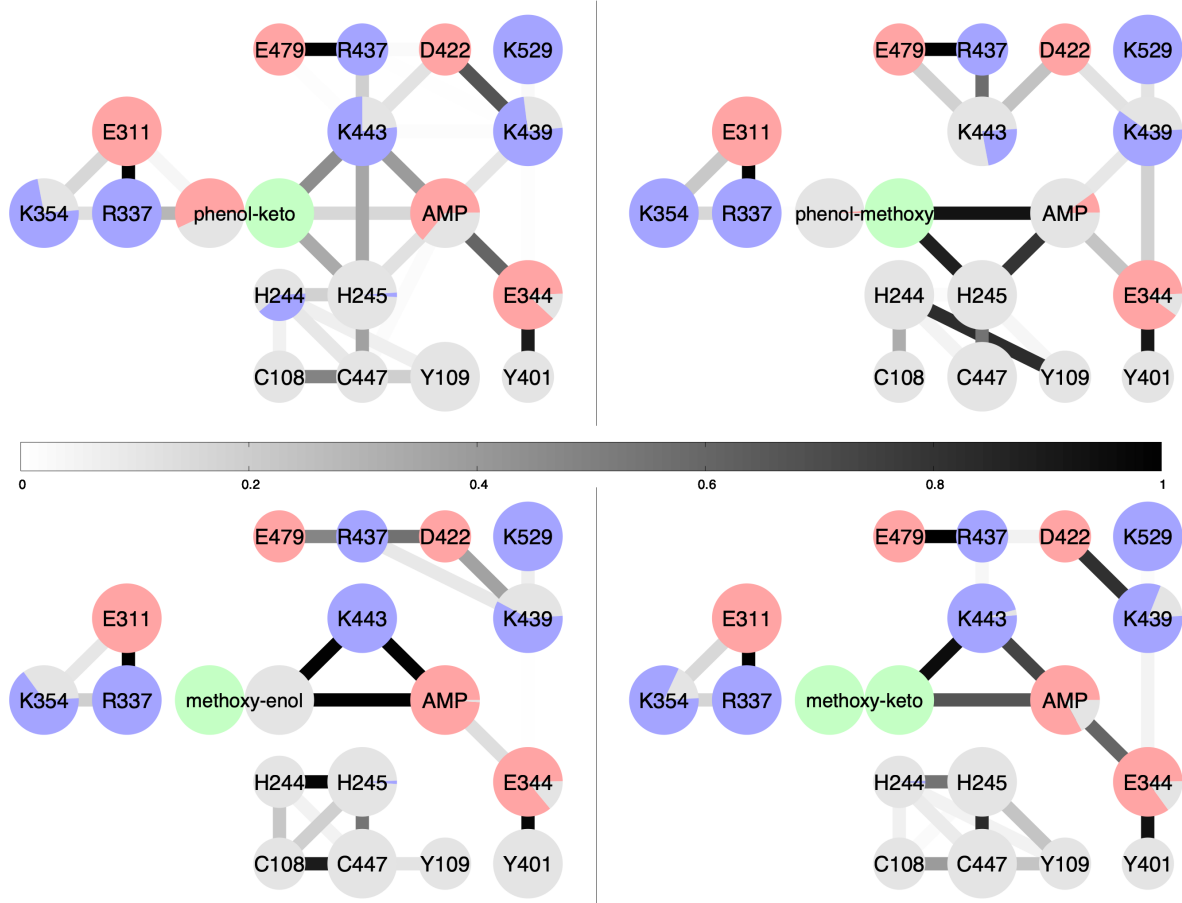 E479 R437 D422 K529
E311 K443 K439
K354 R337 phenol-keto AMP
H244 H245 E344
C108 C447 Y109 Y401
E479 R437 D422 K529
E311 K443 K439
K354 R337 phenol-methoxy AMP
H244 H245 E344
C108 C447 Y109 Y401
0 0.2 0.4 0.6 0.8 1
E479 R437 D422 K529
E311 K443 K439
K354 R337 methoxy-enol AMP
H244 H245 E344
C108 C447 Y109 Y401
E479 R437 D422 K529
E311 K443 K439
K354 R337 methoxy-keto AMP
H244 H245 E344
C108 C447 Y109 Y401